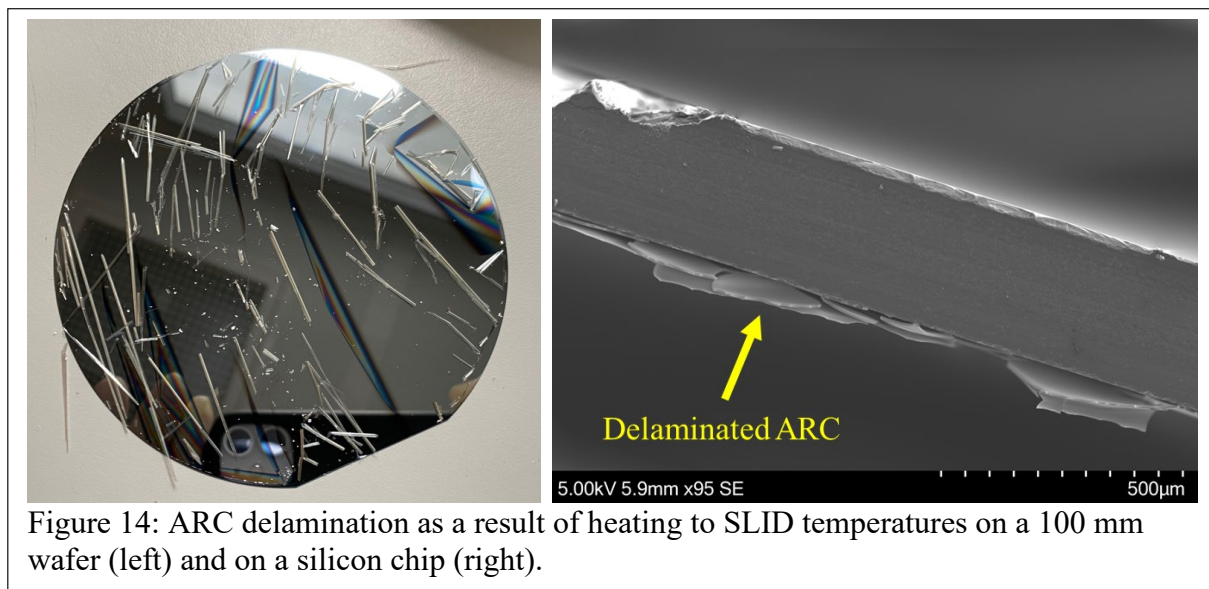 Delaminated ARC
5.00kV 5.9mm x95 SE 500µm
Figure 14: ARC delamination as a result of heating to SLID temperatures on a 100 mm
wafer (left) and on a silicon chip (right).